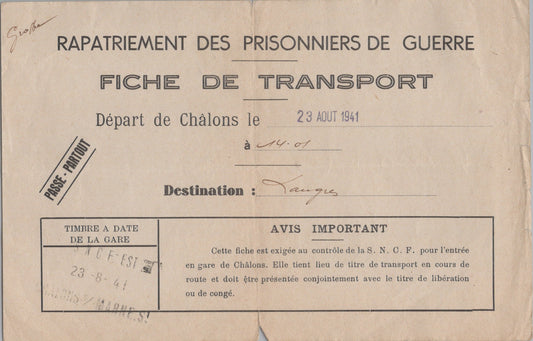 RAPATRIEMENT DES PRISONNIERS DE GUERRE
FICHE DE TRANSPORT
Départ de Châlons le 23 AOUT 1941
à 14.01
PASSE-PARTOUT
Destination : Langres
TIMBRE A DATE
DE LA GARE
S.N.C.F-EST
23-8-41
CHALONS s/ MARNE
AVIS IMPORTANT
Cette fiche est exigée au contrôle de la S. N. C. F. pour l'entrée
en gare de Châlons. Elle tient lieu de titre de transport en cours de
route et doit être présentée conjointement avec le titre de libération
ou de congé.